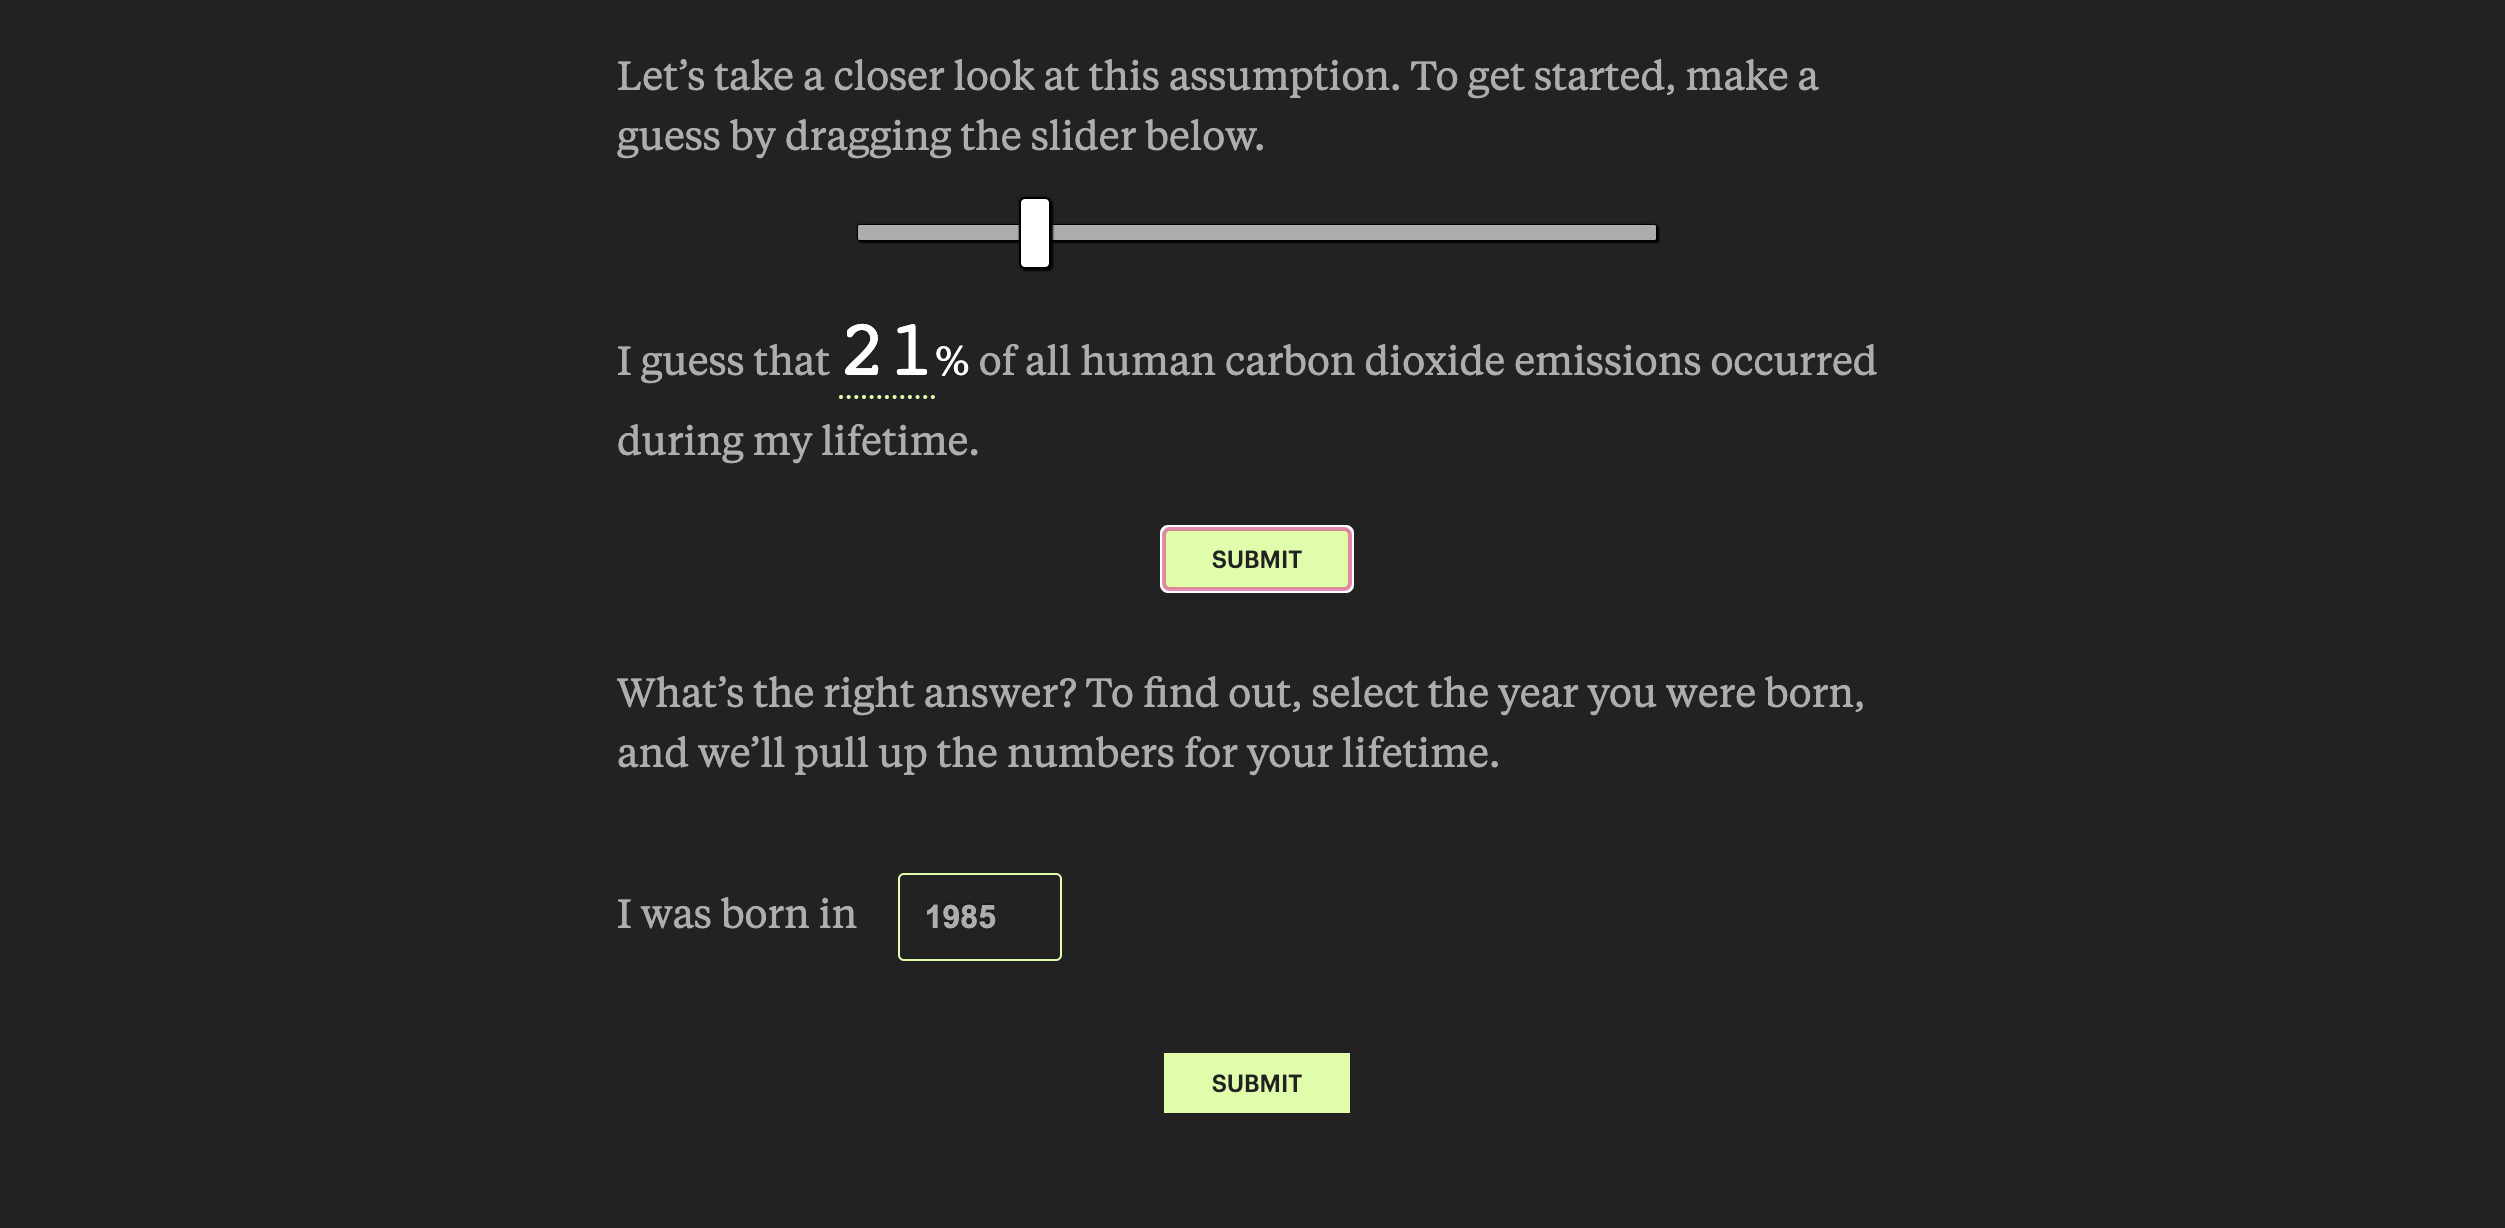 Let’s take a closer look at this assumption. To get started, make a
guess by dragging the slider below.
I guess that 21% of all human carbon dioxide emissions occurred
during my lifetime.
SUBMIT
What’s the right answer? To find out, select the year you were born,
and we’ll pull up the numbers for your lifetime.
I was born in 1985
SUBMIT